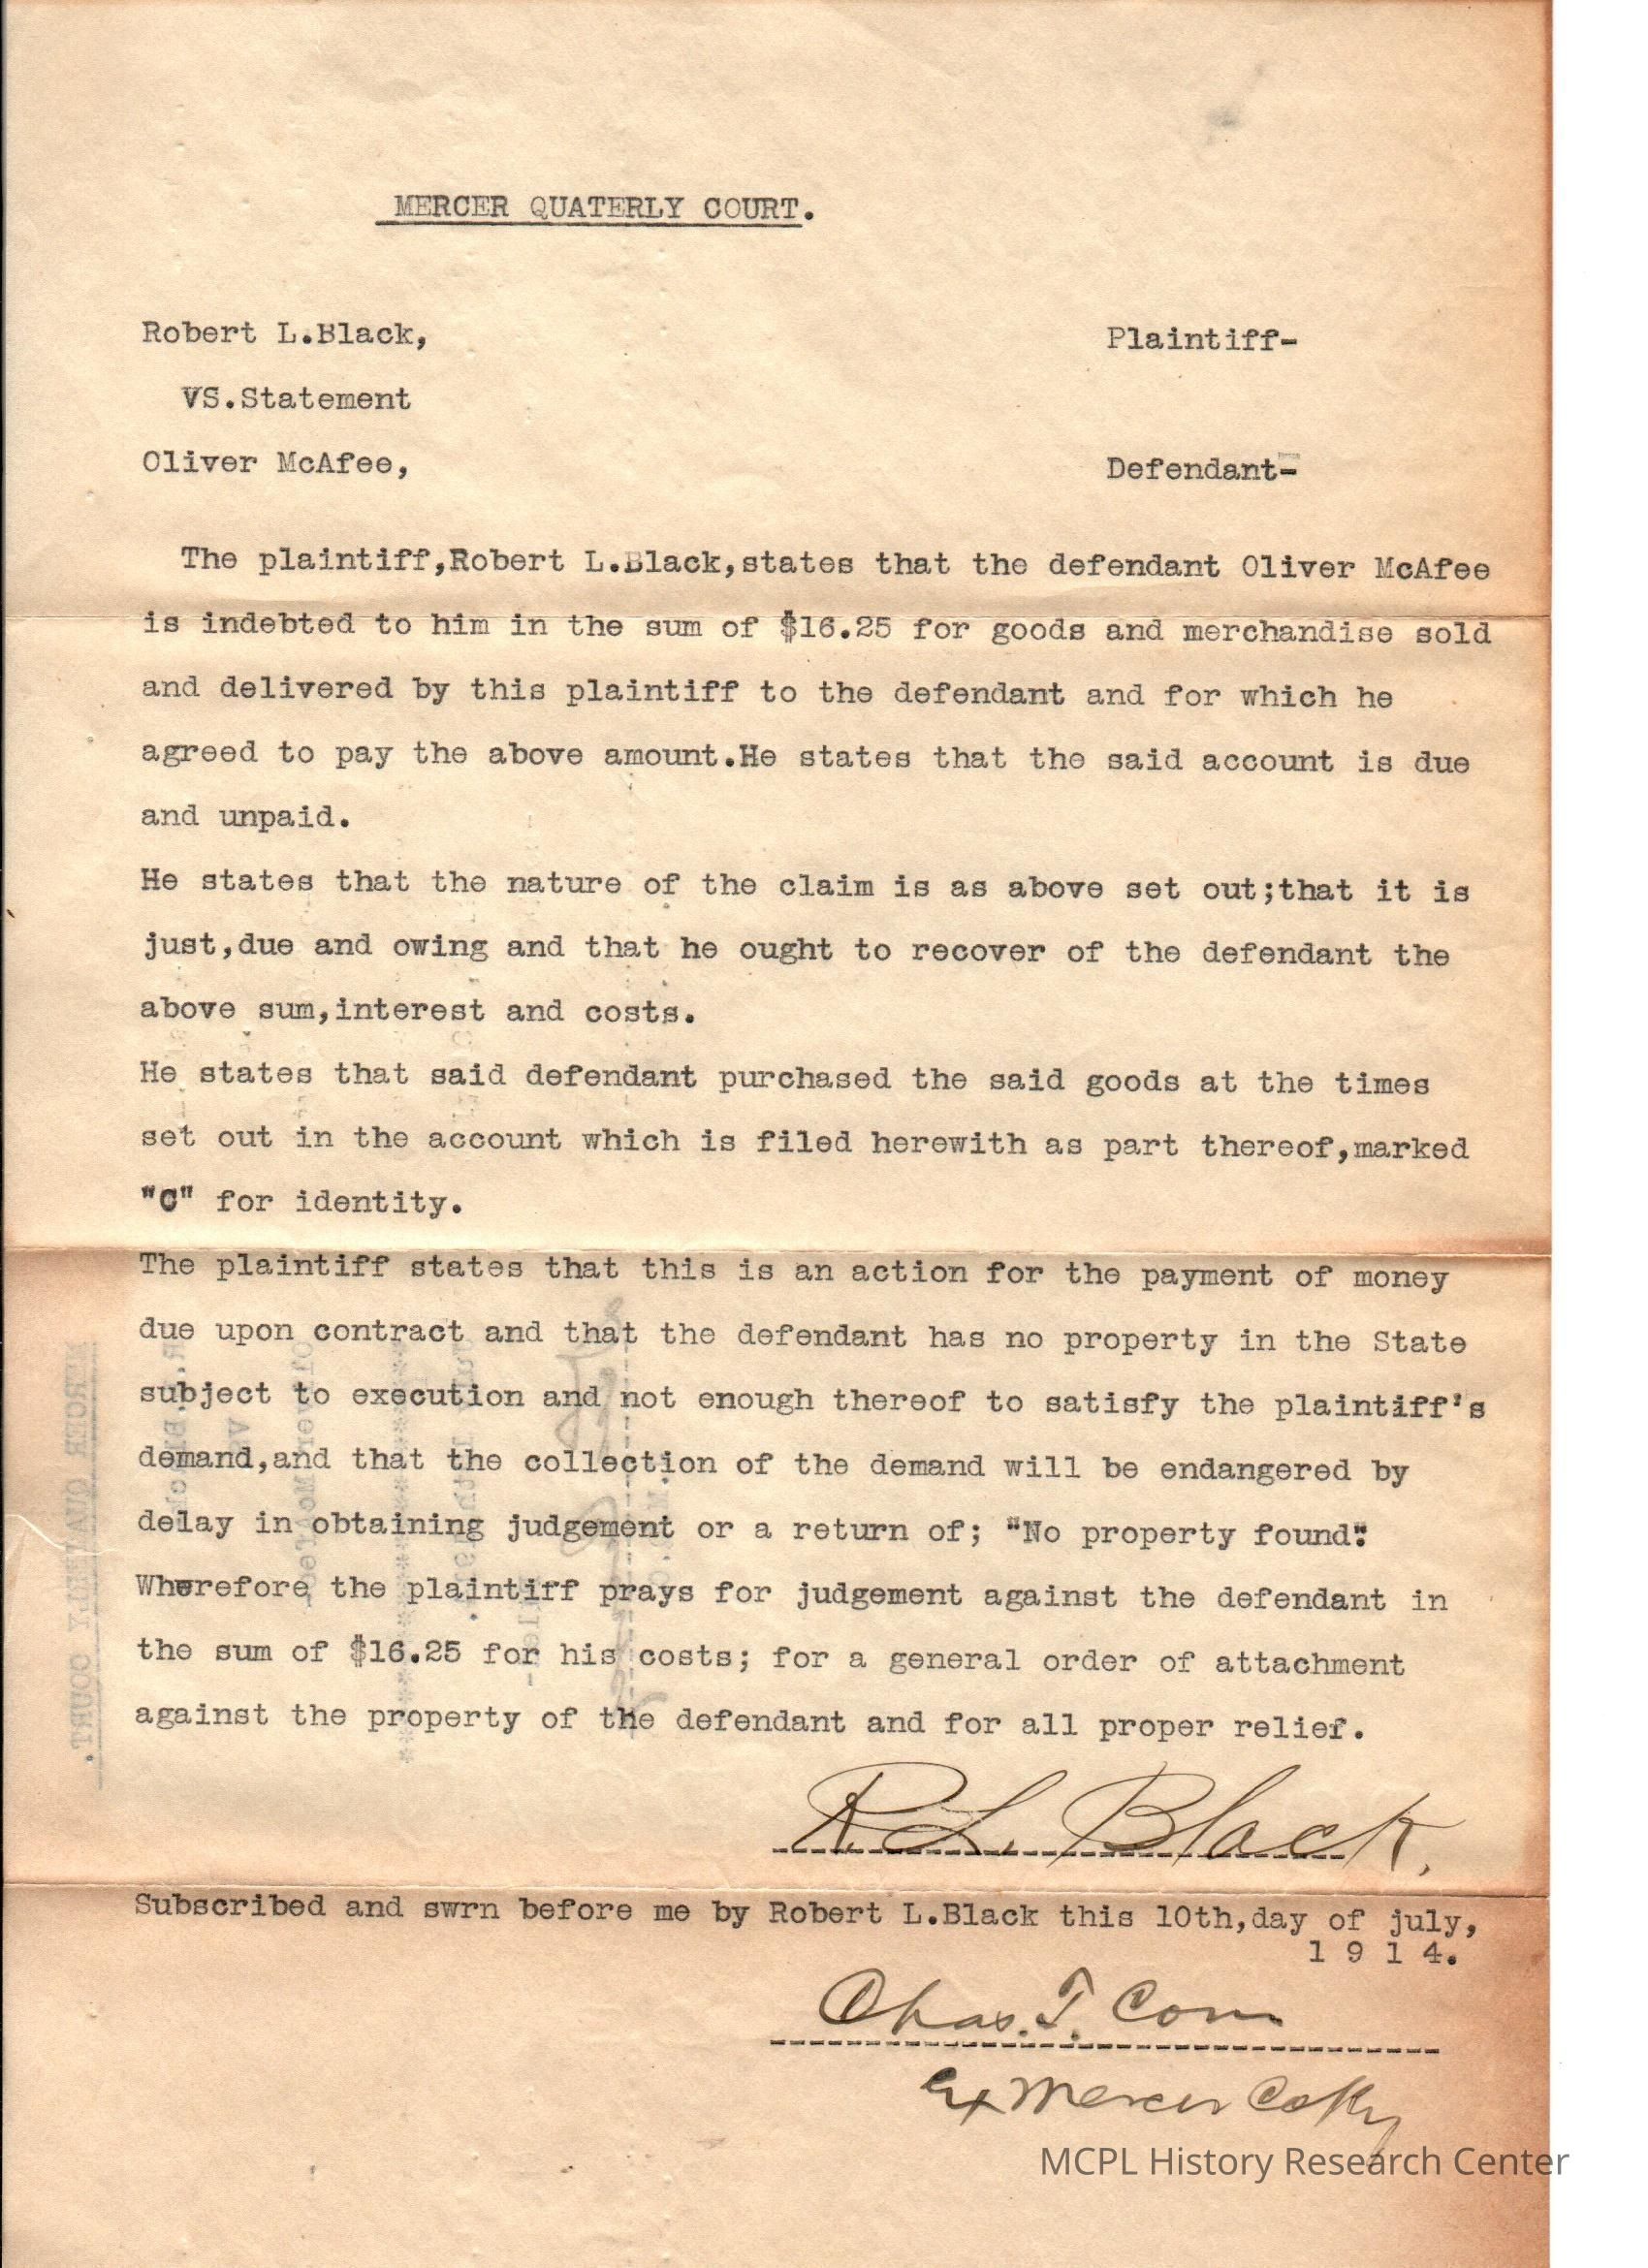 MERCER QUATERLY COURT.
Robert L.Black, Plaintiff-
VS.Statement
Oliver McAfee, Defendant-
The plaintiff,Robert L.Black,states that the defendant Oliver McAfee
is indebted to him in the sum of $16.25 for goods and merchandise sold
and delivered by this plaintiff to the defendant and for which he
agreed to pay the above amount.He states that the said account is due
and unpaid.
He states that the nature of the claim is as above set out;that it is
just,due and owing and that he ought to recover of the defendant the
above sum,interest and costs.
He states that said defendant purchased the said goods at the times
set out in the account which is filed herewith as part thereof,marked
"C" for identity.
The plaintiff states that this is an action for the payment of money
due upon contract and that the defendant has no property in the State
subject to execution and not enough thereof to satisfy the plaintiff's
demand,and that the collection of the demand will be endangered by
delay in obtaining judgement or a return of; "No property found".
Wherefore the plaintiff prays for judgement against the defendant in
the sum of $16.25 for his costs; for a general order of attachment
against the property of the defendant and for all proper relief.
R. L. Black.
Subscribed and swrn before me by Robert L.Black this 10th,day of july,
1 9 1 4.
Chas. T. Corn
Ex Mercer Co Ky
MCPL History Research Center